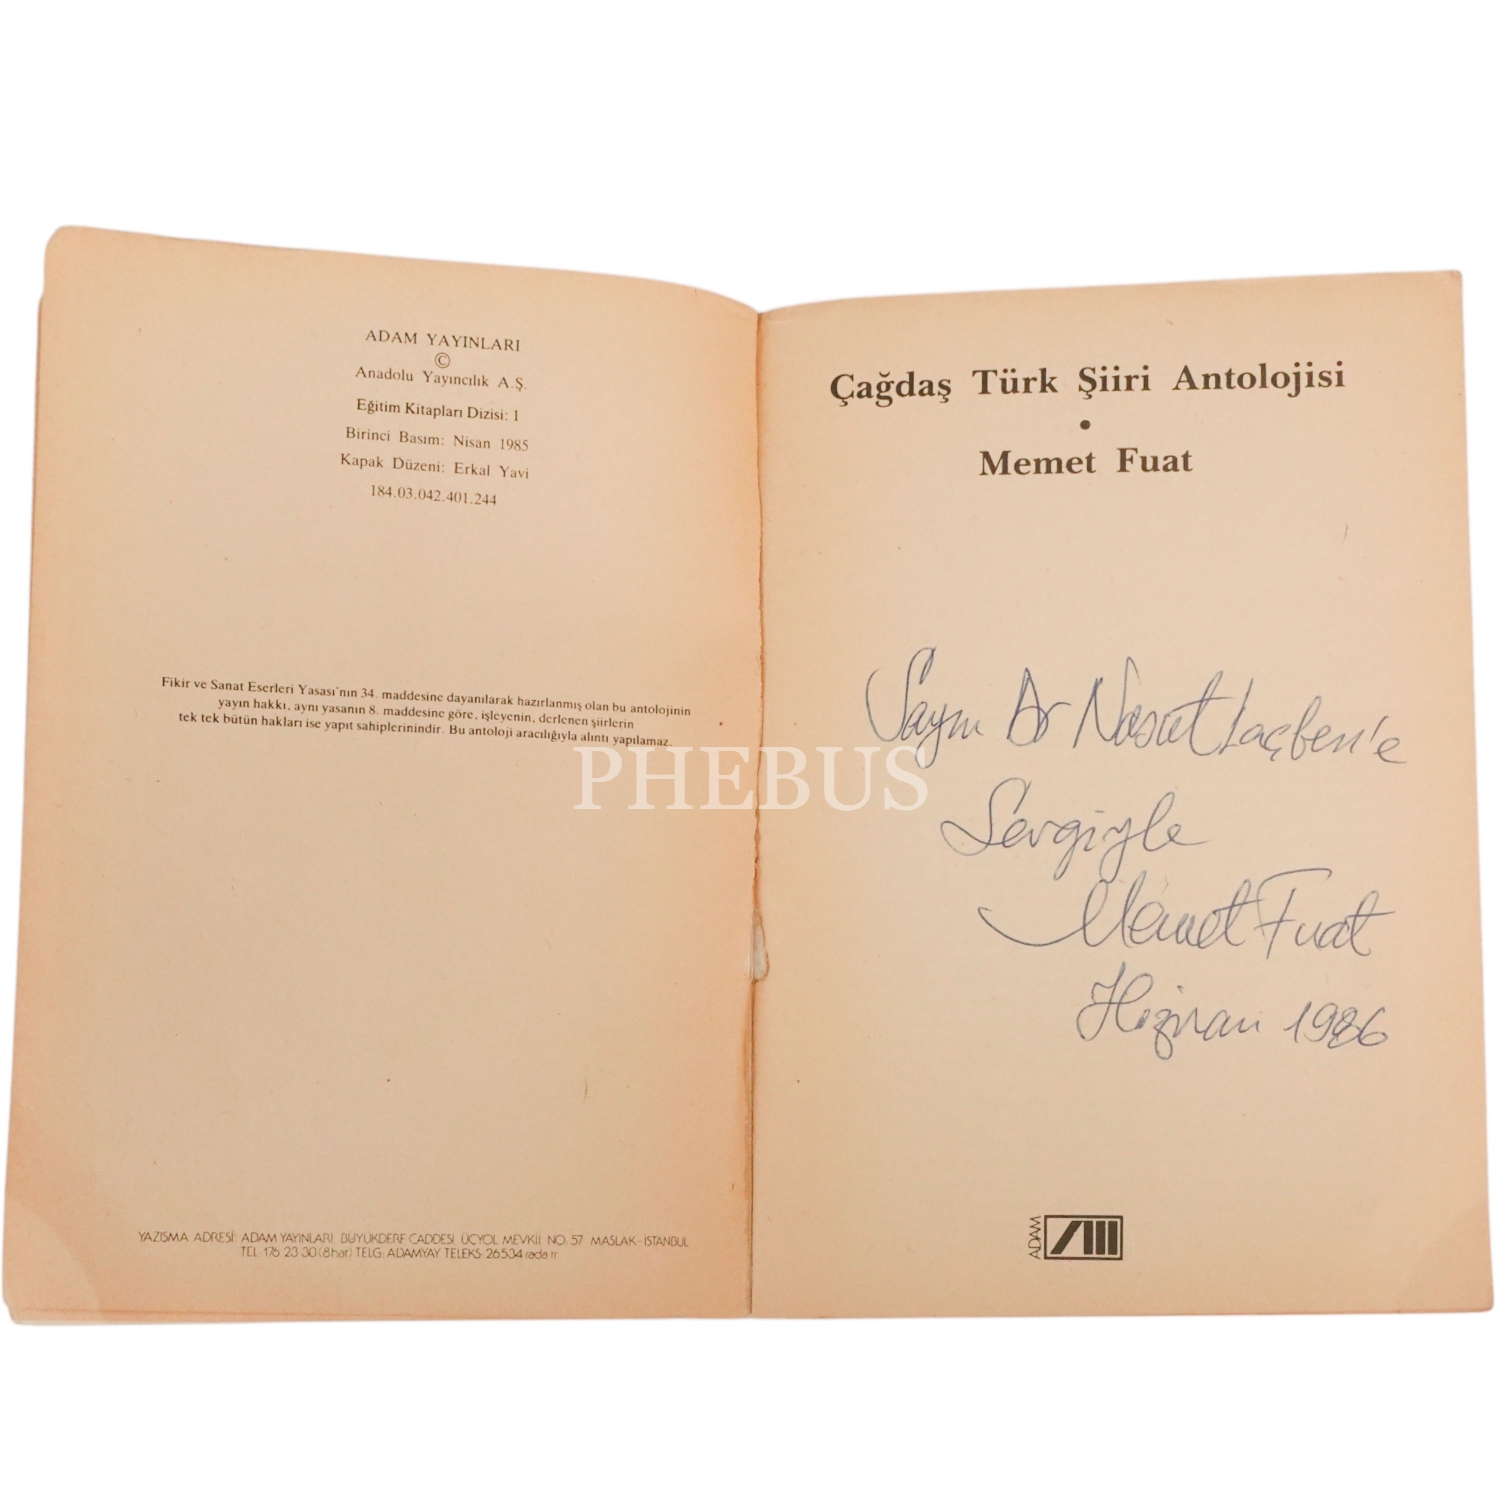 ADAM YAYINLARI
©
Anadolu Yayıncılık A.Ş.
Eğitim Kitapları Dizisi: 1
Birinci Basım: Nisan 1985
Kapak Düzeni: Erkal Yavi
184.03.042.401.244
Fikir ve Sanat Eserleri Yasası'nın 34. maddesine dayanılarak hazırlanmış olan bu antolojinin
yayın hakkı, aynı yasanın 8. maddesine göre, işleyenin, derlenen şiirlerin
tek tek bütün hakları ise yapıt sahiplerinindir. Bu antoloji aracılığıyla alıntı yapılamaz.
YAZISMA ADRESİ: ADAM YAYINLARI, BÜYÜKDERE CADDESİ, ÜÇYOL MEVKİİ, NO: 57 MASLAK-İSTANBUL
TEL: 176 23 30 (8 hat) TELG: ADAMYAY TELEKS: 26534 rada tr.
Çağdaş Türk Şiiri Antolojisi
•
Memet Fuat
Sayın Dr Nusret
Sevgiyle
Memet Fuat
Haziran 1986
ADAM
PHEBUS